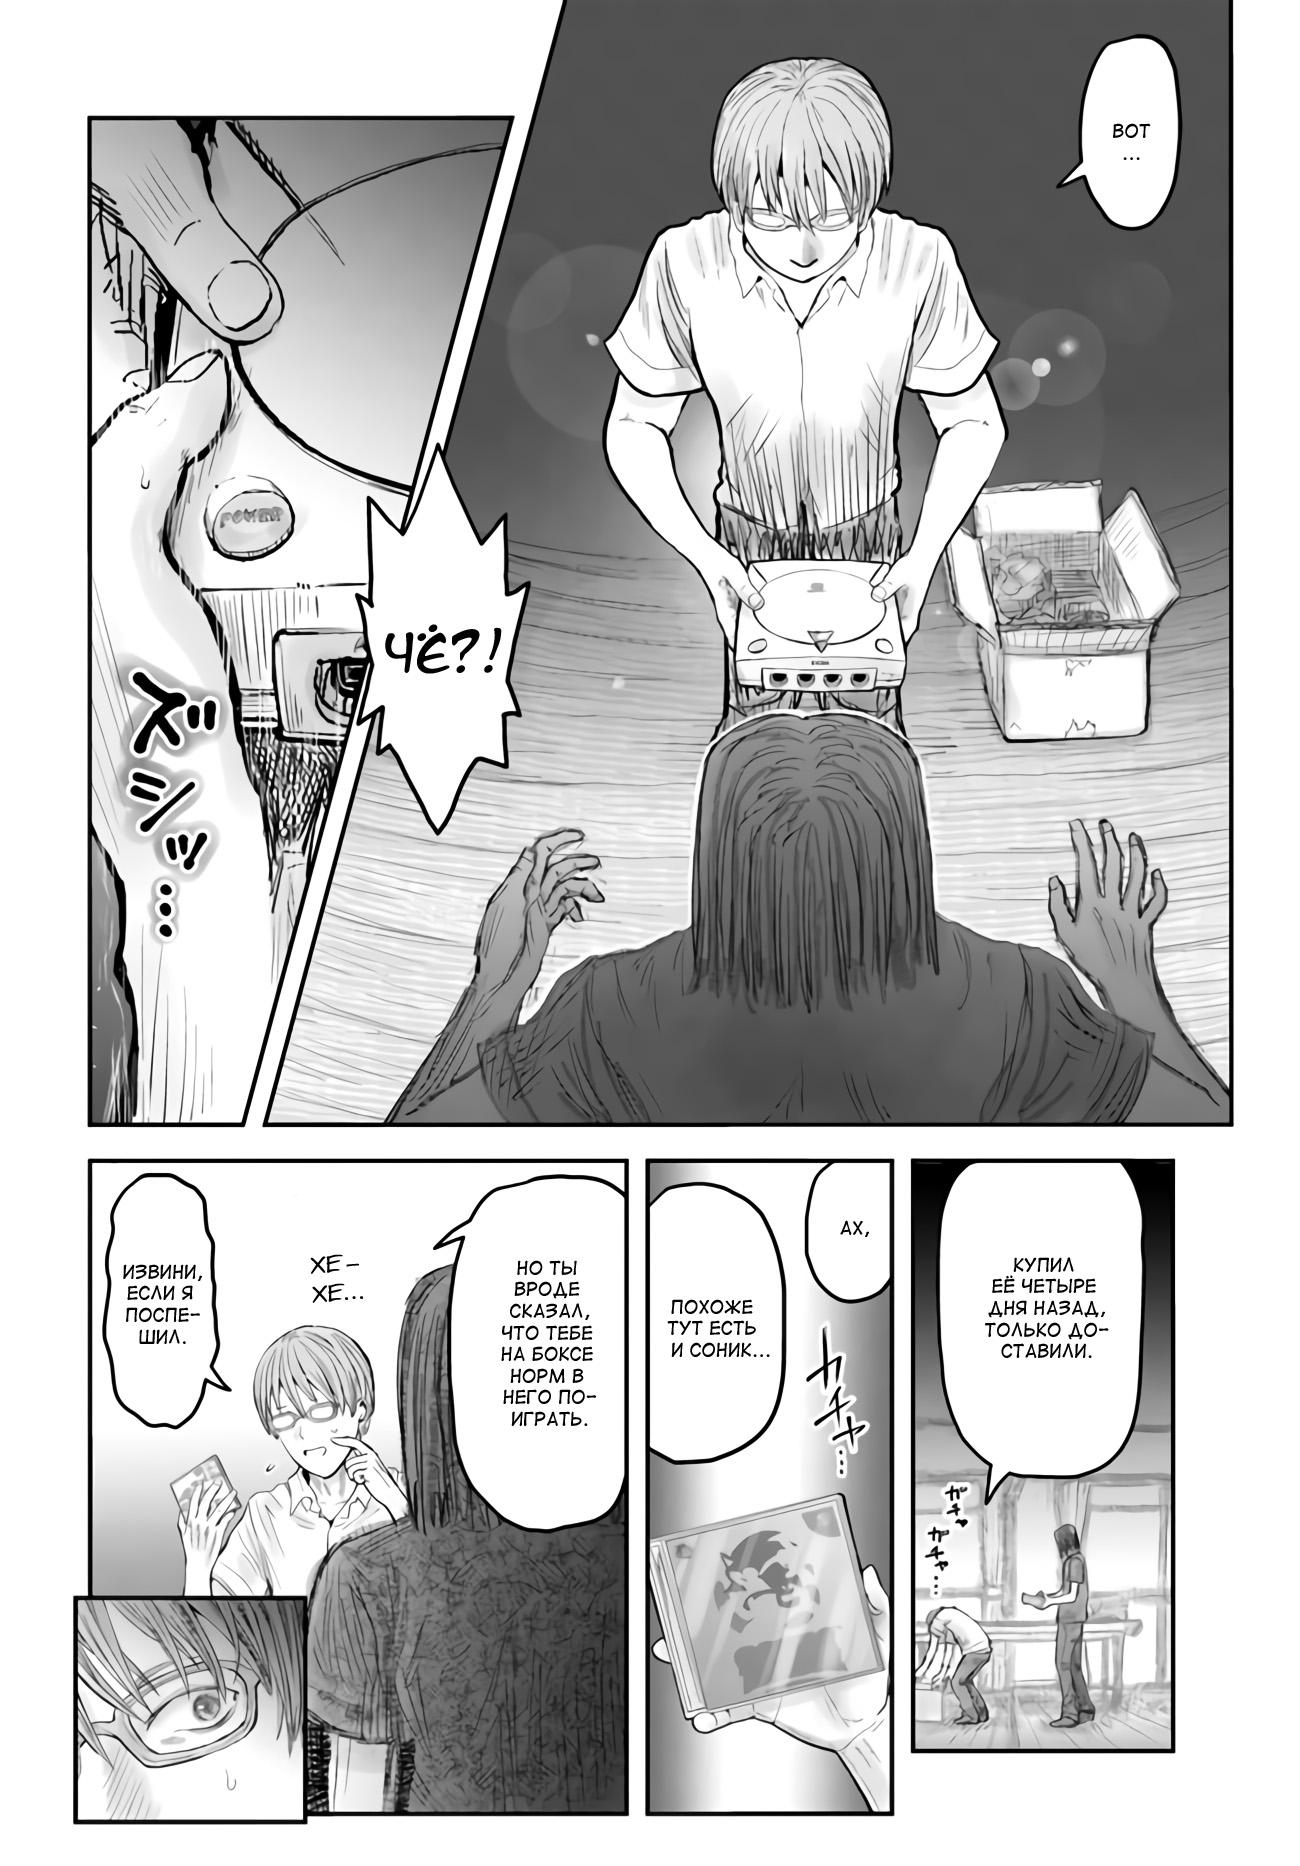 ВОТ
...
ЧЁ?!
POWER
ズシッ...
КУПИЛ
ЕЁ ЧЕТЫРЕ
ДНЯ НАЗАД,
ТОЛЬКО ДО-
СТАВИЛИ.
ガチャ
ガチャ...
АХ,
ПОХОЖЕ
ТУТ ЕСТЬ
И СОНИК...
カチャ...
НО ТЫ
ВРОДЕ
СКАЗАЛ,
ЧТО ТЕБЕ
НА БОКСЕ
НОРМ В
НЕГО ПО-
ИГРАТЬ.
ХЕ-
ХЕ...
ИЗВИНИ,
ЕСЛИ Я
ПОСПЕ-
ШИЛ.